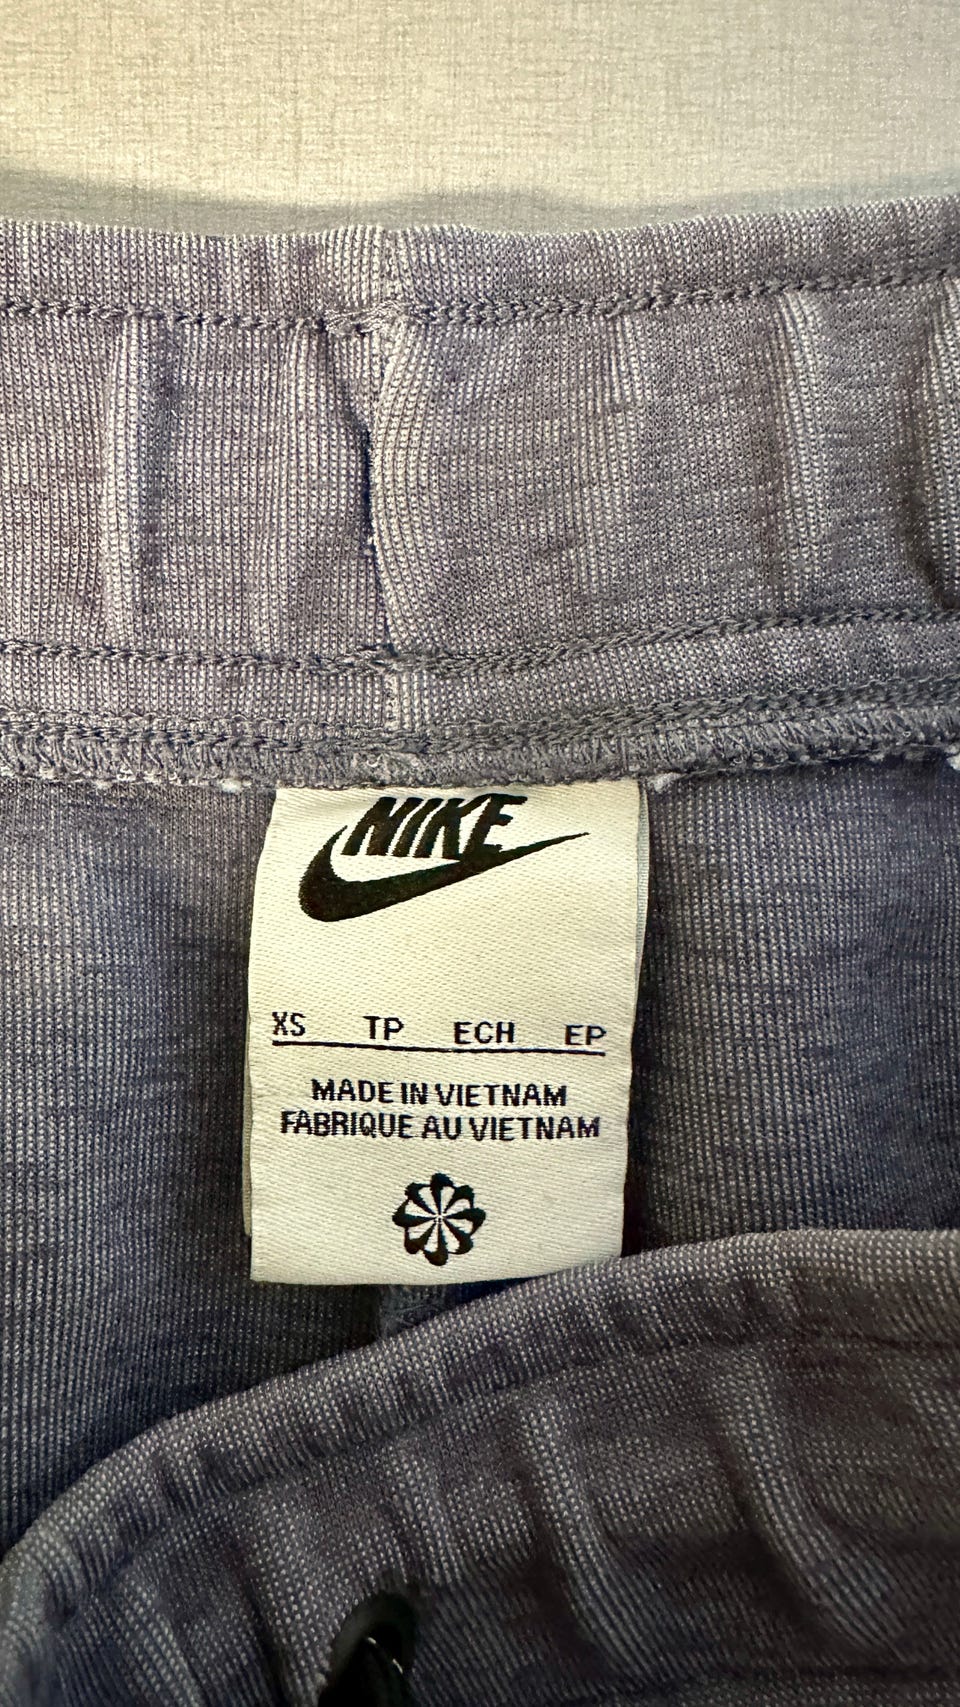 NIKE
XS TP ECH EP
MADE IN VIETNAM
FABRIQUE AU VIETNAM